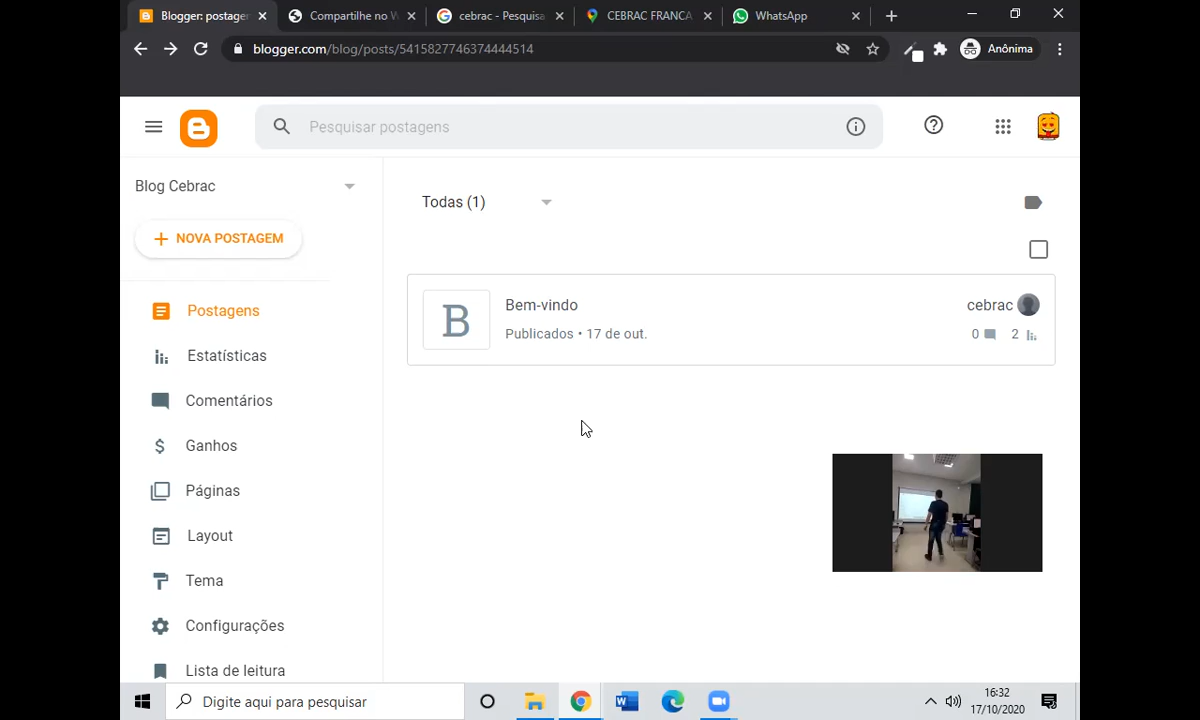 Blogger: postager
Compartilhe no W
cebrac - Pesquisa
CEBRAC FRANCA
WhatsApp
blogger.com/blog/posts/5415827746374444514
Anônima
Pesquisar postagens
Blog Cebrac
Todas (1)
NOVA POSTAGEM
B
Bem-vindo
cebrac
Publicados • 17 de out.
0
2
Postagens
Estatísticas
Comentários
$ Ganhos
Páginas
Layout
Tema
Configurações
Lista de leitura
Digite aqui para pesquisar
16:32
17/10/2020